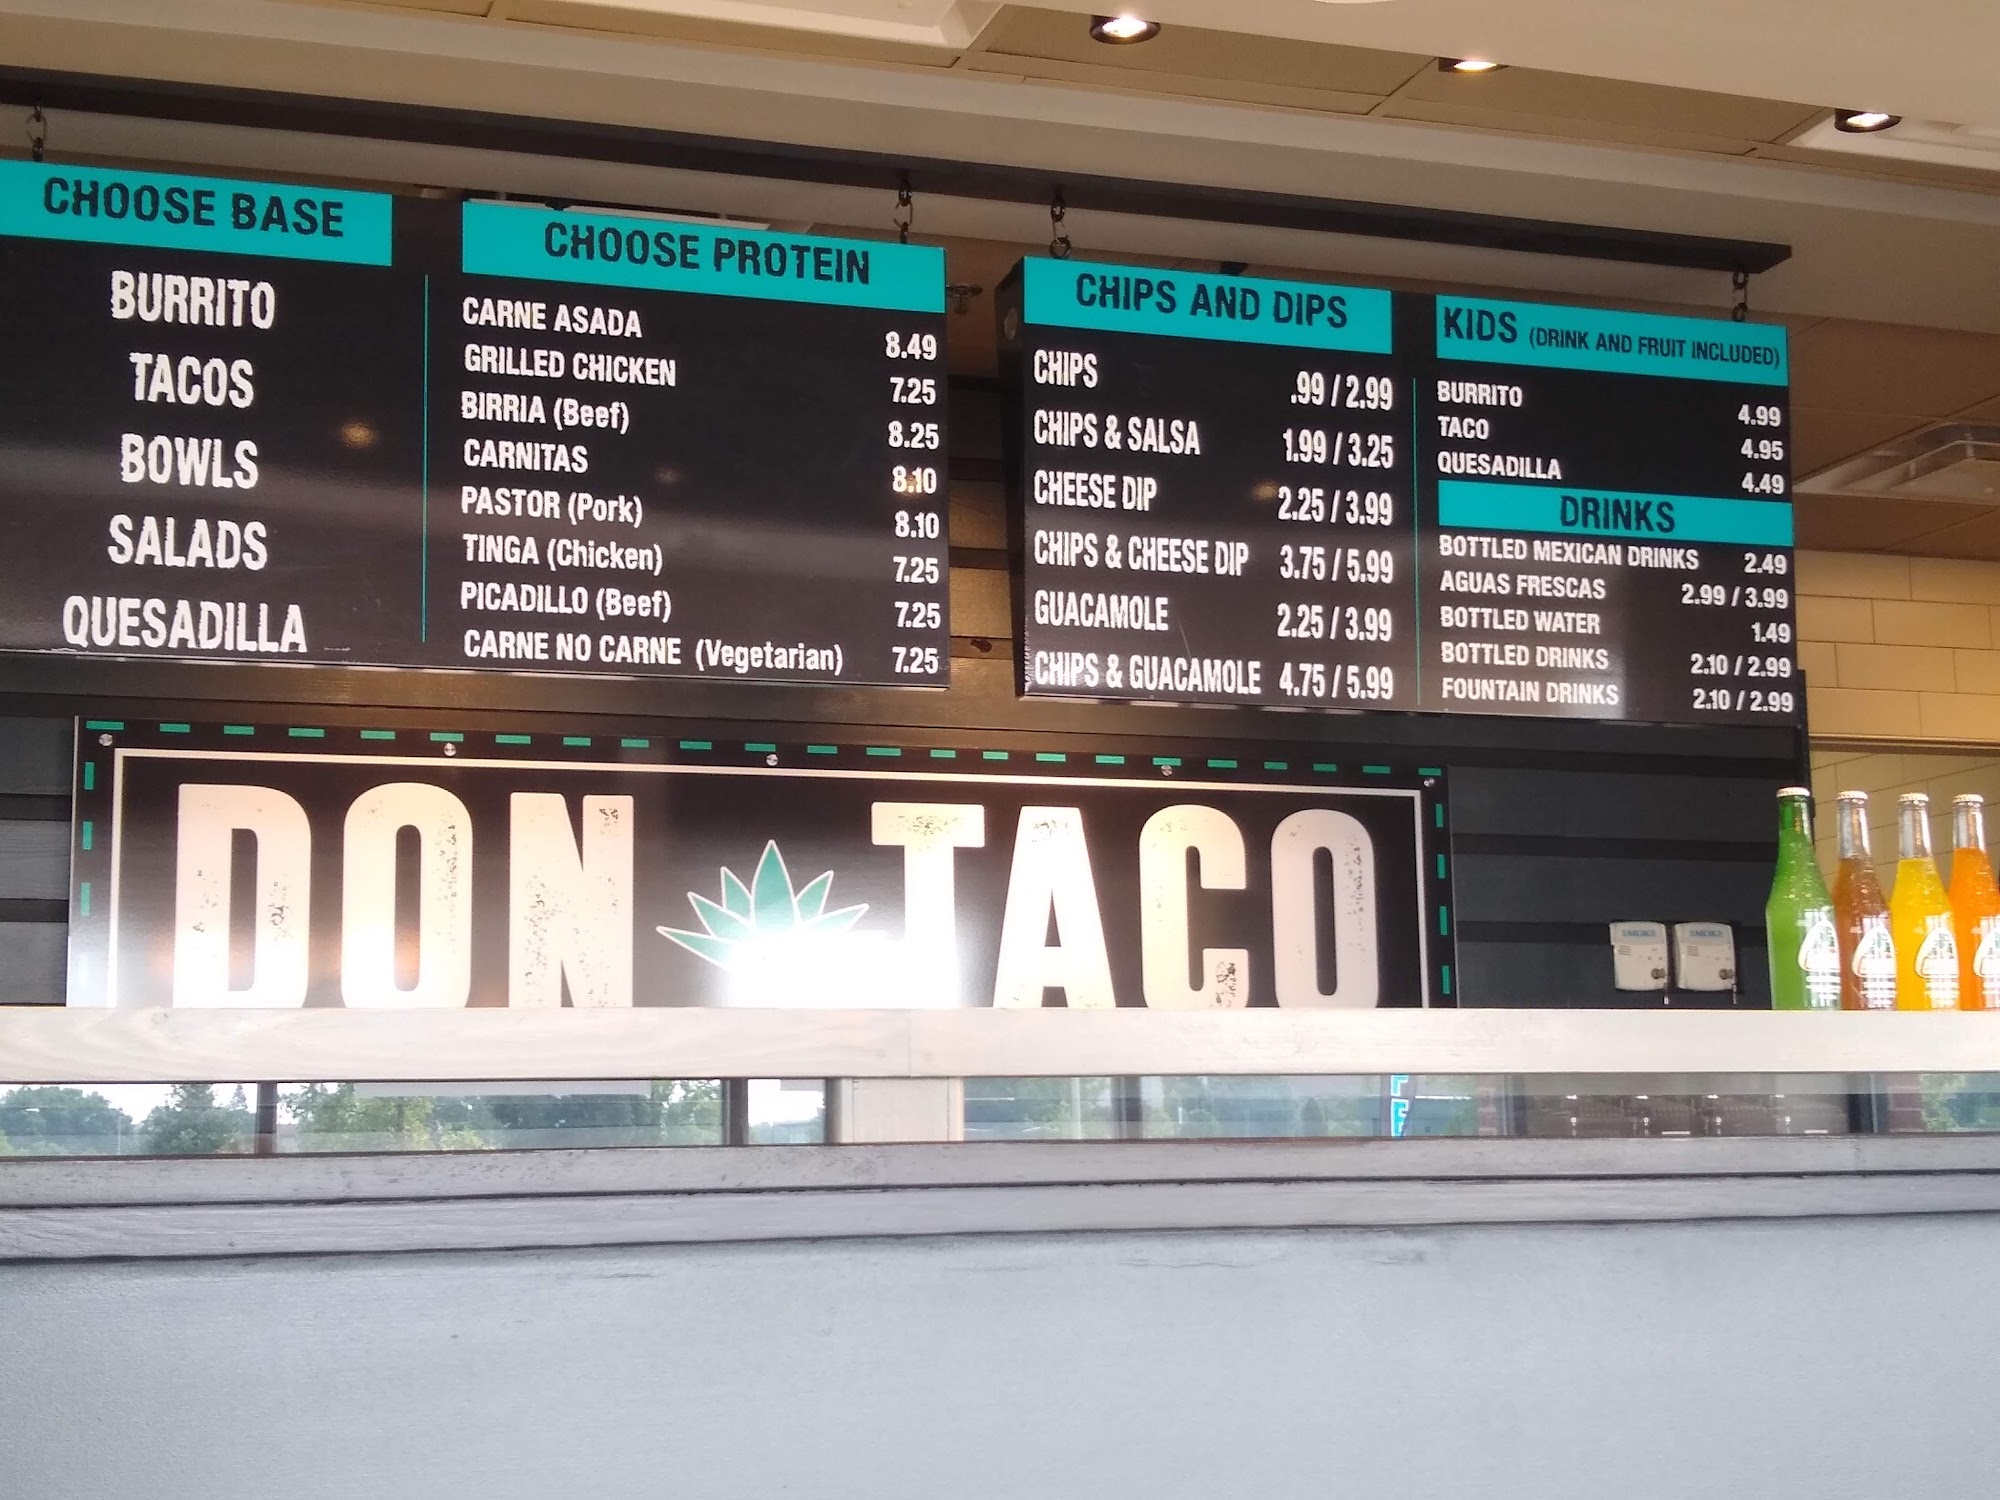 CHOOSE BASE
BURRITO
TACOS
BOWLS
SALADS
QUESADILLA
CHOOSE PROTEIN
CARNE ASADA 8.49
GRILLED CHICKEN 7.25
BIRRIA (Beef) 8.25
CARNITAS 8.10
PASTOR (Pork) 8.10
TINGA (Chicken) 7.25
PICADILLO (Beef) 7.25
CARNE NO CARNE (Vegetarian) 7.25
CHIPS AND DIPS
CHIPS .99 / 2.99
CHIPS & SALSA 1.99 / 3.25
CHEESE DIP 2.25 / 3.99
CHIPS & CHEESE DIP 3.75 / 5.99
GUACAMOLE 2.25 / 3.99
CHIPS & GUACAMOLE 4.75 / 5.99
KIDS (DRINK AND FRUIT INCLUDED)
BURRITO 4.99
TACO 4.95
QUESADILLA 4.49
DRINKS
BOTTLED MEXICAN DRINKS 2.49
AGUAS FRESCAS 2.99 / 3.99
BOTTLED WATER 1.49
BOTTLED DRINKS 2.10 / 2.99
FOUNTAIN DRINKS 2.10 / 2.99
DON TACO
SMOKE SMOKE